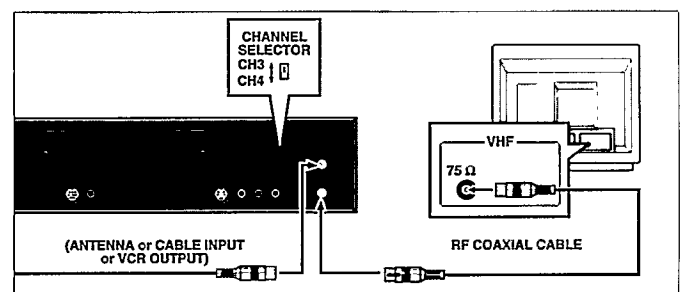 CHANNEL
SELECTOR
CH3
CH4
VHF
75 Ω
(ANTENNA or CABLE INPUT
or VCR OUTPUT)
RF COAXIAL CABLE